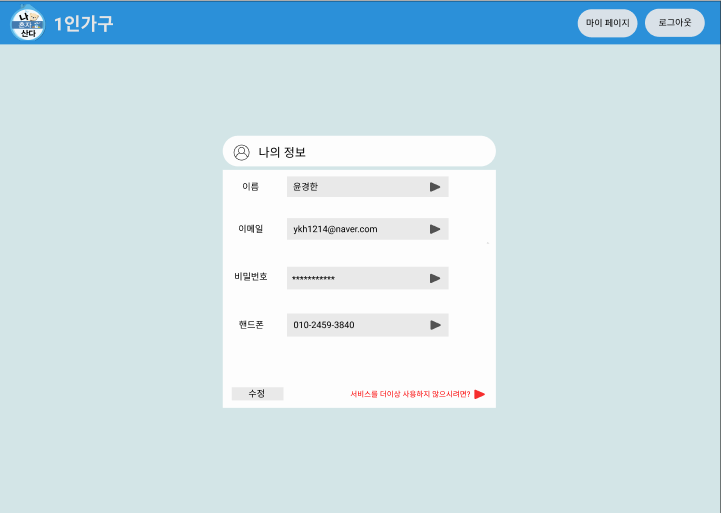 나
혼자 잘
산다
1인가구
마이 페이지
로그아웃
나의 정보
이름
윤경한
이메일
ykh1214@naver.com
비밀번호
***********
핸드폰
010-2459-3840
수정
서비스를 더이상 사용하지 않으시려면?